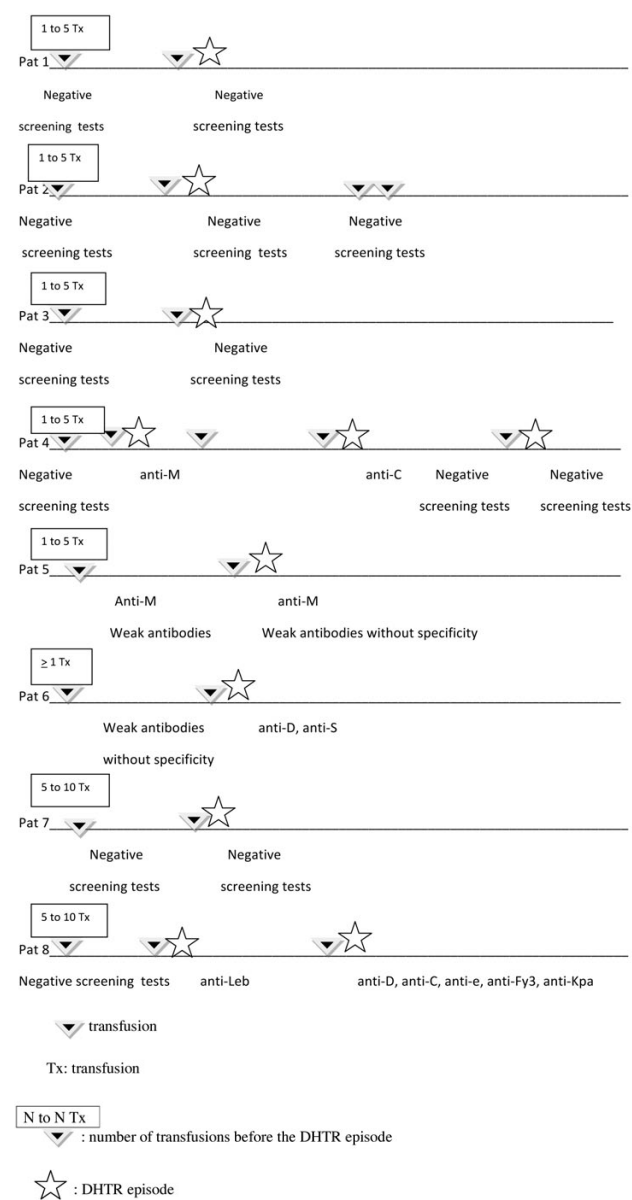 1 to 5 Tx
Pat 1
Negative Negative
screening tests screening tests
1 to 5 Tx
Pat 2
Negative Negative Negative
screening tests screening tests screening tests
1 to 5 Tx
Pat 3
Negative Negative
screening tests screening tests
1 to 5 Tx
Pat 4
Negative anti-M anti-C Negative Negative
screening tests screening tests screening tests
1 to 5 Tx
Pat 5
Anti-M anti-M
Weak antibodies Weak antibodies without specificity
≥ 1 Tx
Pat 6
Weak antibodies anti-D, anti-S
without specificity
5 to 10 Tx
Pat 7
Negative Negative
screening tests screening tests
5 to 10 Tx
Pat 8
Negative screening tests anti-Leb anti-D, anti-C, anti-e, anti-Fy3, anti-Kpa
transfusion
Tx: transfusion
N to N Tx
: number of transfusions before the DHTR episode
: DHTR episode